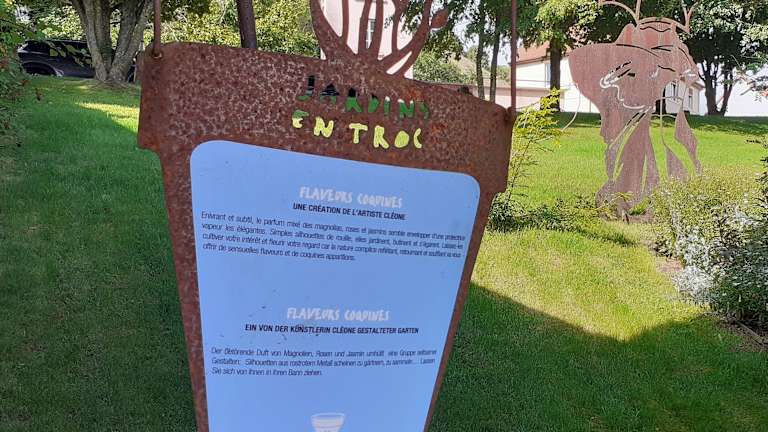 JARDINS
EN TROC
FLAVEURS COQUINES
UNE CRÉATION DE L'ARTISTE CLÉONE
Enivrant et subtil, le parfum mixé des magnolias, roses et jasmins semble envelopper d'une protectrice
vapeur les élégantes. Simples silhouettes de rouille, elles jardinent, butinent et s'égarent. Laissez-les
cultiver votre intérêt et fleurir votre regard car la nature complice reflétant, retournant et soufflant va vous
offrir de sensuelles flaveurs et de coquines apparitions.
FLAVEURS COQUINES
EIN VON DER KÜNSTLERIN CLÉONE GESTALTETER GARTEN
Der betörende Duft von Magnolien, Rosen und Jasmin umhüllt eine Gruppe seltsamer
Gestalten: Silhouetten aus rostrotem Metall scheinen zu gärtnern, zu sammeln... Lassen
Sie sich von ihnen in ihren Bann ziehen.